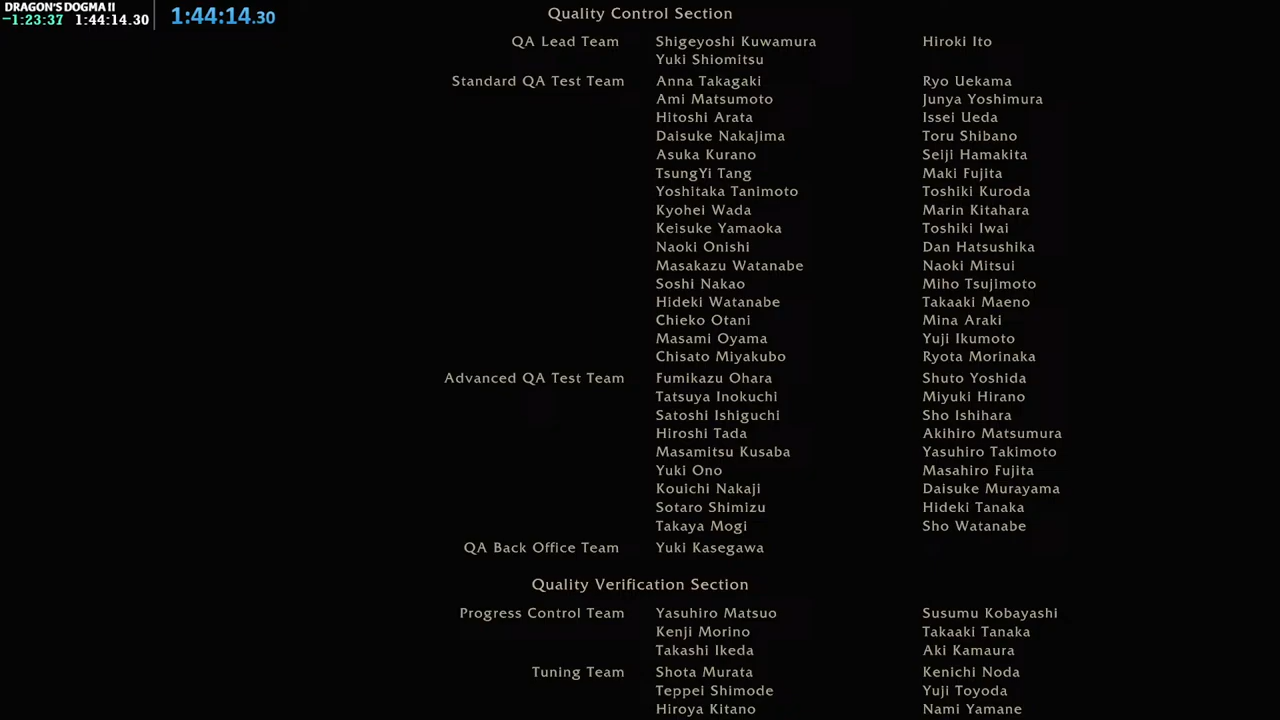 DRAGON'S DOGMA II
-1:23:37 1:44:14.30 1:44:14.30
Quality Control Section
QA Lead Team Shigeyoshi Kuwamura Hiroki Ito
Yuki Shiomitsu
Standard QA Test Team Anna Takagaki Ryo Uekama
Ami Matsumoto Junya Yoshimura
Hitoshi Arata Issei Ueda
Daisuke Nakajima Toru Shibano
Asuka Kurano Seiji Hamakita
TsungYi Tang Maki Fujita
Yoshitaka Tanimoto Toshiki Kuroda
Kyohei Wada Marin Kitahara
Keisuke Yamaoka Toshiki Iwai
Naoki Onishi Dan Hatsushika
Masakazu Watanabe Naoki Mitsui
Soshi Nakao Miho Tsujimoto
Hideki Watanabe Takaaki Maeno
Chieko Otani Mina Araki
Masami Oyama Yuji Ikumoto
Chisato Miyakubo Ryota Morinaka
Advanced QA Test Team Fumikazu Ohara Shuto Yoshida
Tatsuya Inokuchi Miyuki Hirano
Satoshi Ishiguchi Sho Ishihara
Hiroshi Tada Akihiro Matsumura
Masamitsu Kusaba Yasuhiro Takimoto
Yuki Ono Masahiro Fujita
Kouichi Nakaji Daisuke Murayama
Sotaro Shimizu Hideki Tanaka
Takaya Mogi Sho Watanabe
QA Back Office Team Yuki Kasegawa
Quality Verification Section
Progress Control Team Yasuhiro Matsuo Susumu Kobayashi
Kenji Morino Takaaki Tanaka
Takashi Ikeda Aki Kamaura
Tuning Team Shota Murata Kenichi Noda
Teppei Shimode Yuji Toyoda
Hiroya Kitano Nami Yamane